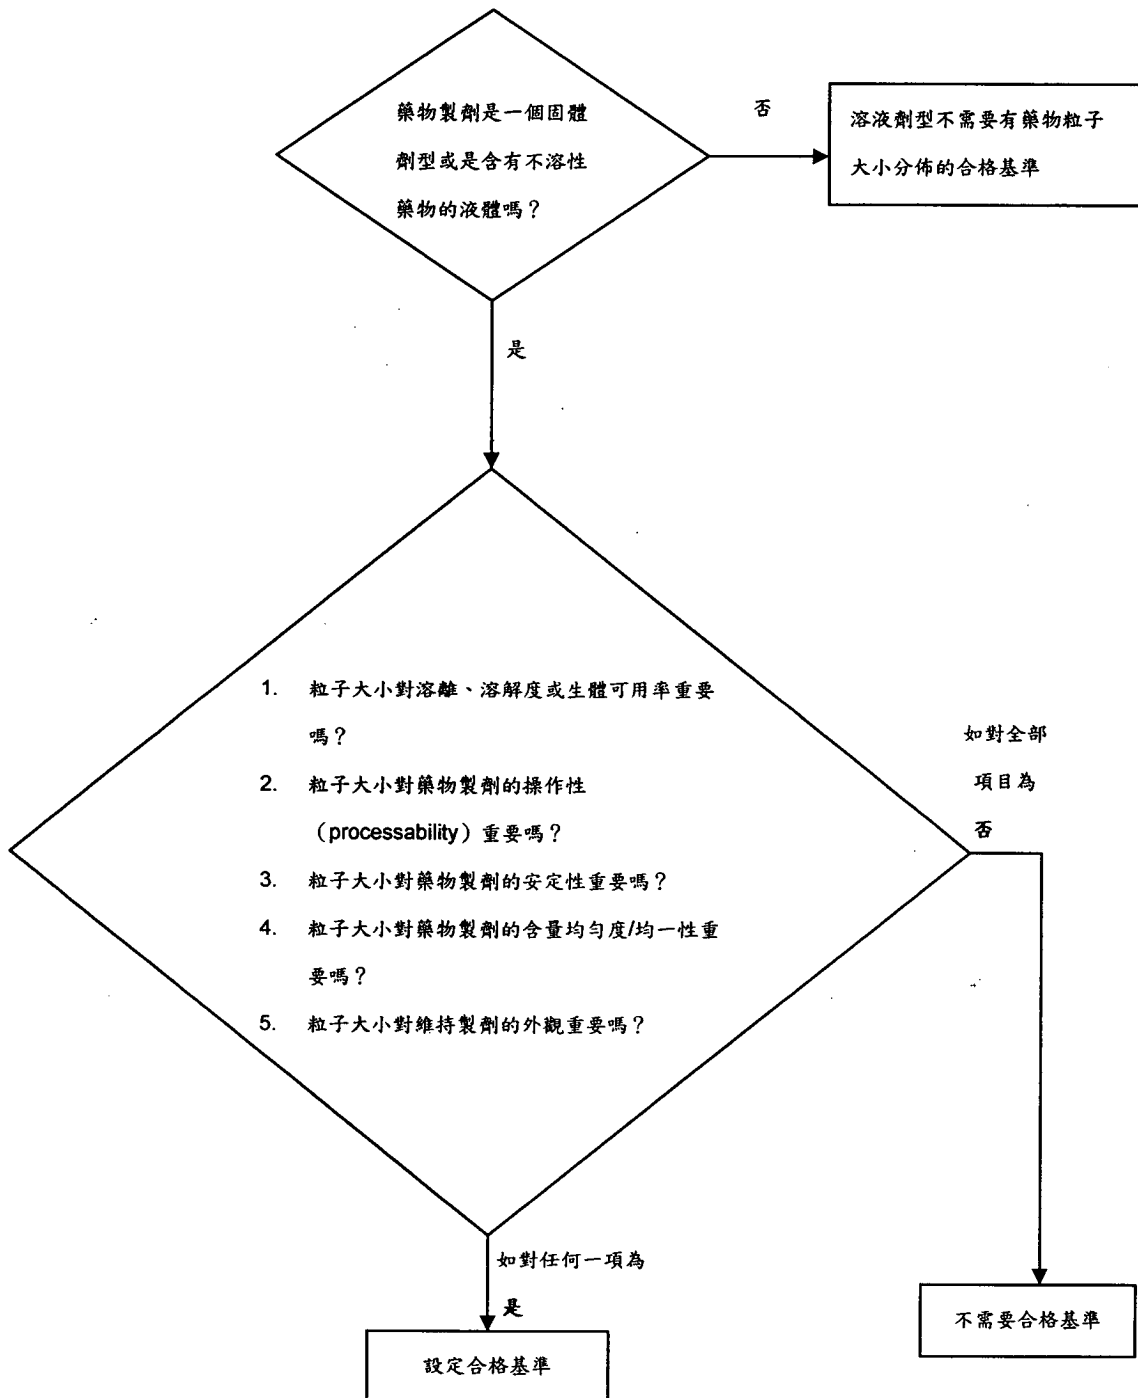 藥物製劑是一個固體
劑型或是含有不溶性
藥物的液體嗎？
否
溶液劑型不需要有藥物粒子
大小分佈的合格基準
是
1. 粒子大小對溶離、溶解度或生體可用率重要
嗎？
2. 粒子大小對藥物製劑的操作性
（processability）重要嗎？
3. 粒子大小對藥物製劑的安定性重要嗎？
4. 粒子大小對藥物製劑的含量均勻度/均一性重
要嗎？
5. 粒子大小對維持製劑的外觀重要嗎？
如對全部
項目為
否
如對任何一項為
是
設定合格基準
不需要合格基準